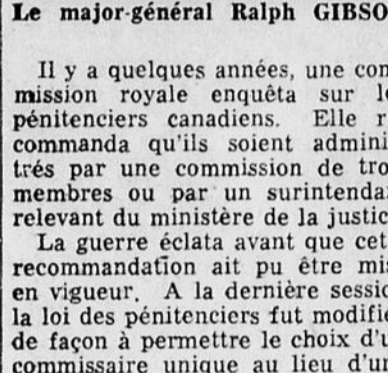 Le major-général Ralph GIBSO
Il y a quelques années, une com
mission royale enquêta sur le
pénitenciers canadiens. Elle r
commanda qu'ils soient admini
trés par une commission de tro
membres ou par un surintenda
relevant du ministère de la justic
La guerre éclata avant que cet
recommandation ait pu être mis
en vigueur. A la dernière sessio
la loi des pénitenciers fut modifié
de façon à permettre le choix d'u
commissaire unique au lieu d'un